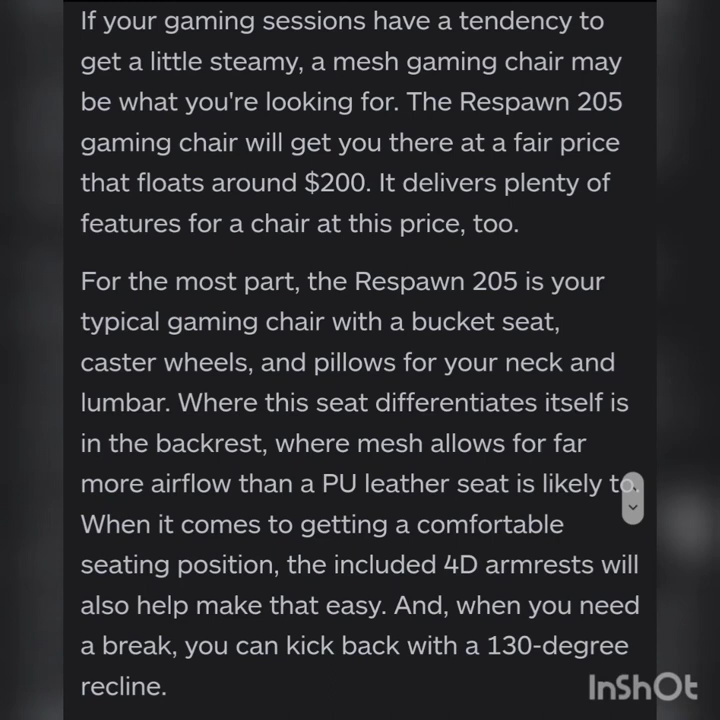 If your gaming sessions have a tendency to
get a little steamy, a mesh gaming chair may
be what you're looking for. The Respawn 205
gaming chair will get you there at a fair price
that floats around $200. It delivers plenty of
features for a chair at this price, too.
For the most part, the Respawn 205 is your
typical gaming chair with a bucket seat,
caster wheels, and pillows for your neck and
lumbar. Where this seat differentiates itself is
in the backrest, where mesh allows for far
more airflow than a PU leather seat is likely to.
When it comes to getting a comfortable
seating position, the included 4D armrests will
also help make that easy. And, when you need
a break, you can kick back with a 130-degree
recline.
InShOt